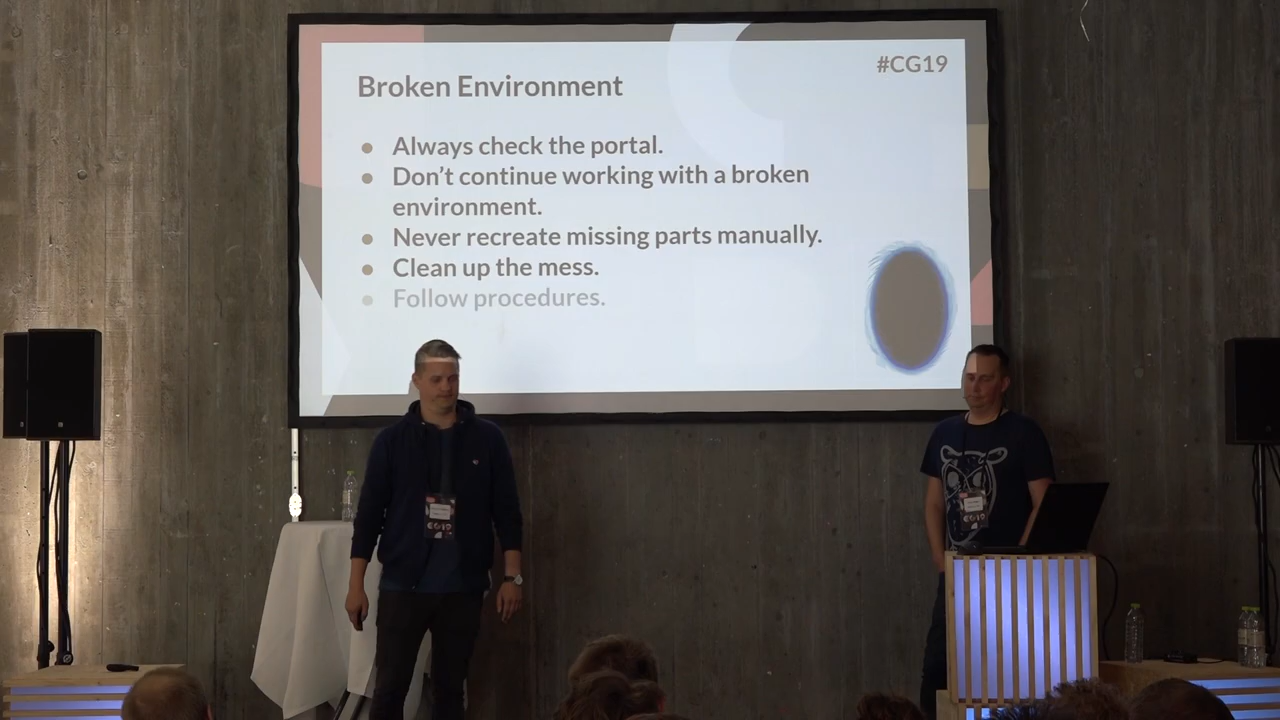 #CG19
Broken Environment
● Always check the portal.
● Don't continue working with a broken
environment.
● Never recreate missing parts manually.
● Clean up the mess.
● Follow procedures.
CG19